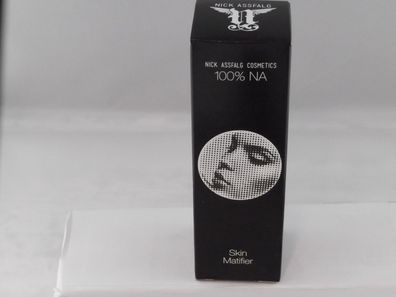 NICK ASSFALG
NICK ASSFALG COSMETICS
100% NA
Skin
Matifier